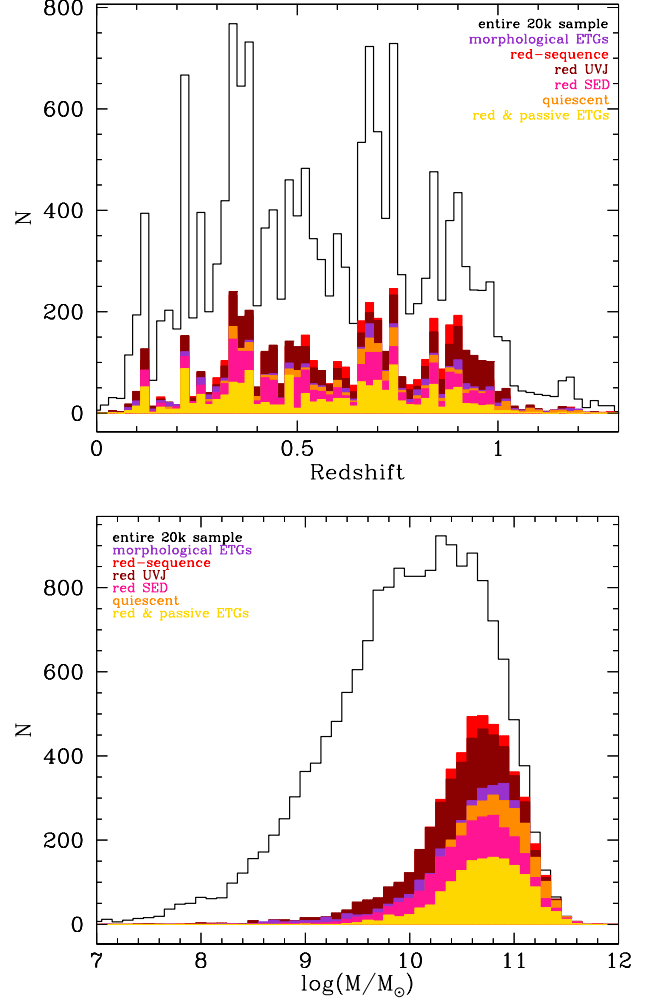 800
600
400
200
0
N
entire 20k sample
morphological ETGs
red-sequence
red UVJ
red SED
quiescent
red & passive ETGs
0 0.5 1
Redshift
entire 20k sample
morphological ETGs
red-sequence
red UVJ
red SED
quiescent
red & passive ETGs
800
600
400
200
0
N
7 8 9 10 11 12
log(M/M☉)